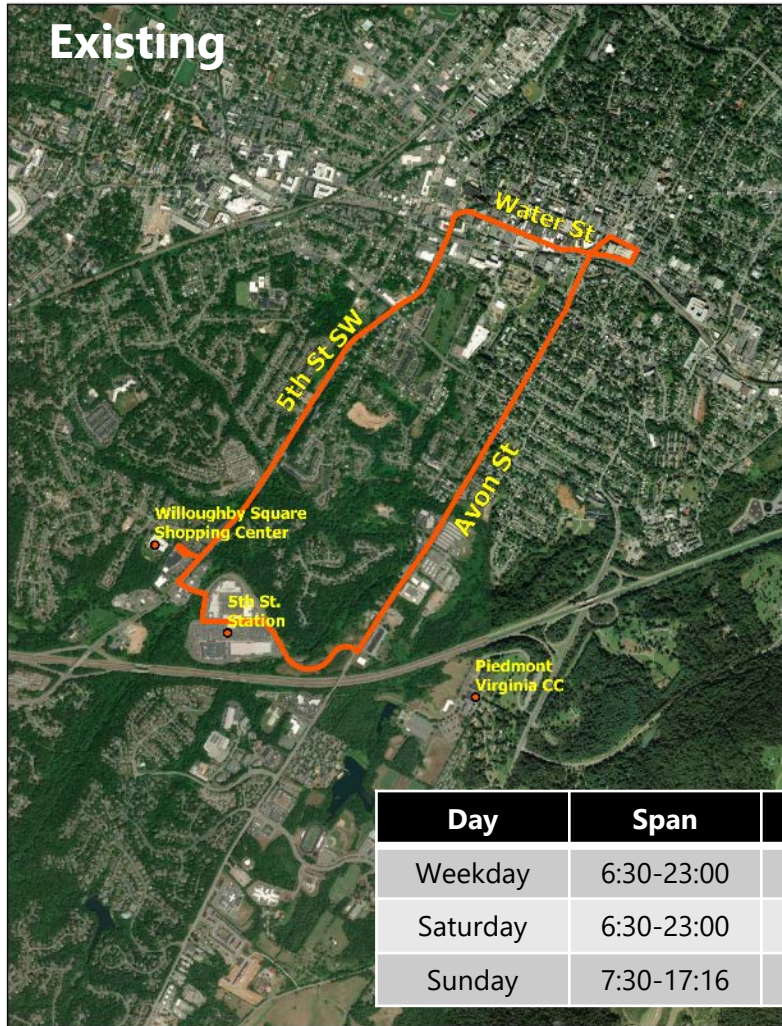 Existing
Water St
5th St SW
Avon St
Willoughby Square
Shopping Center
5th St.
Station
Piedmont
Virginia CC
Day Span
Weekday 6:30-23:00
Saturday 6:30-23:00
Sunday 7:30-17:16